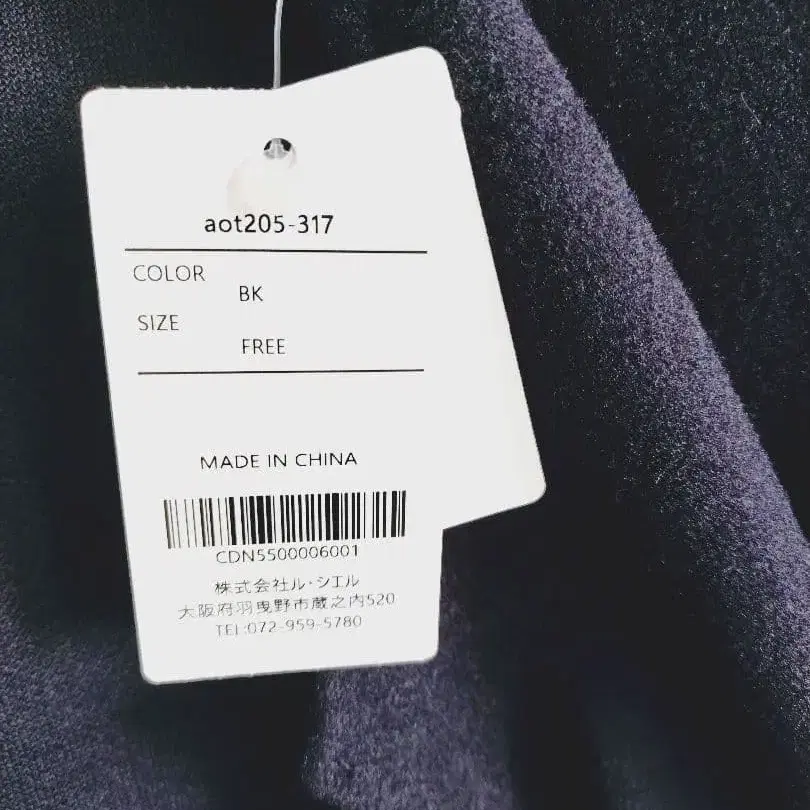 aot205-317
COLOR
BK
SIZE
FREE
MADE IN CHINA
CDN5500006001
株式会社ル・シエル
大阪府羽曳野市蔵之内520
TEL:072-959-5780